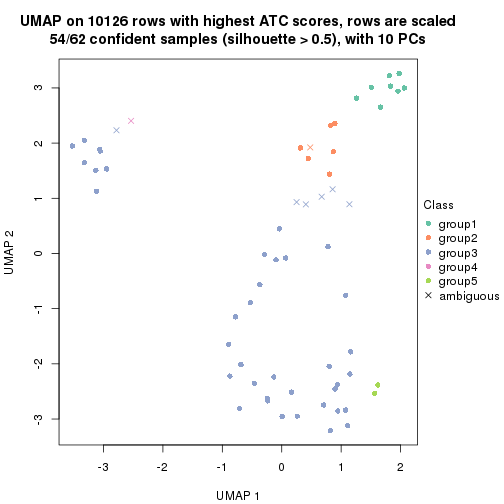 UMAP on 10126 rows with highest ATC scores, rows are scaled
54/62 confident samples (silhouette > 0.5), with 10 PCs
3
2
1
0
-1
-2
-3
UMAP 2
-3
-2
-1
0
1
2
UMAP 1
Class
group1
group2
group3
group4
group5
ambiguous